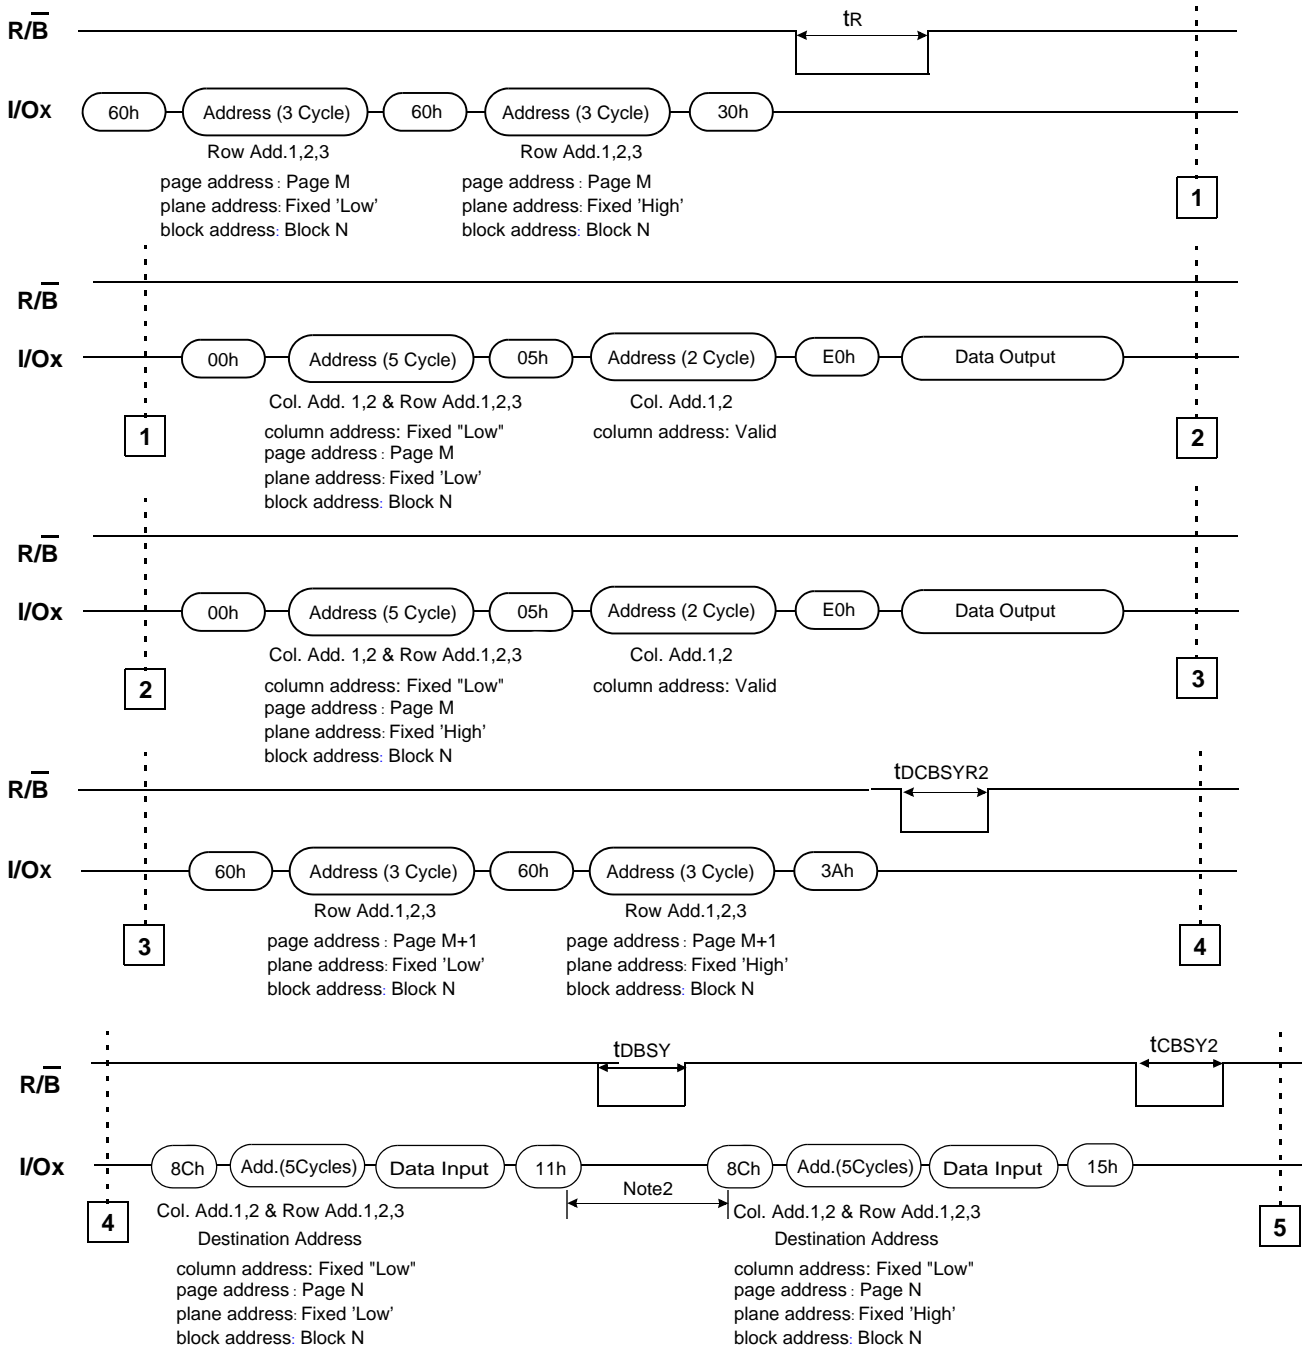 tR
R/B
I/Ox 60h Address (3 Cycle) 60h Address (3 Cycle) 30h
Row Add.1,2,3 Row Add.1,2,3
page address : Page M page address : Page M
plane address: Fixed 'Low' plane address: Fixed 'High'
block address: Block N block address: Block N
1
R/B
I/Ox 00h Address (5 Cycle) 05h Address (2 Cycle) E0h Data Output
Col. Add. 1,2 & Row Add.1,2,3 Col. Add.1,2
column address: Fixed "Low" column address: Valid
page address : Page M
plane address: Fixed 'Low'
block address: Block N
1 2
R/B
I/Ox 00h Address (5 Cycle) 05h Address (2 Cycle) E0h Data Output
Col. Add. 1,2 & Row Add.1,2,3 Col. Add.1,2
column address: Fixed "Low" column address: Valid
page address : Page M
plane address: Fixed 'High'
block address: Block N
2 3
tDCBSYR2
R/B
I/Ox 60h Address (3 Cycle) 60h Address (3 Cycle) 3Ah
Row Add.1,2,3 Row Add.1,2,3
page address : Page M+1 page address : Page M+1
plane address: Fixed 'Low' plane address: Fixed 'High'
block address: Block N block address: Block N
3 4
tDBSY tCBSY2
R/B
I/Ox 8Ch Add.(5Cycles) Data Input 11h 8Ch Add.(5Cycles) Data Input 15h
Note2
4 5
Col. Add.1,2 & Row Add.1,2,3 Col. Add.1,2 & Row Add.1,2,3
Destination Address Destination Address
column address: Fixed "Low" column address: Fixed "Low"
page address : Page N page address : Page N
plane address: Fixed 'Low' plane address: Fixed 'High'
block address: Block N block address: Block N